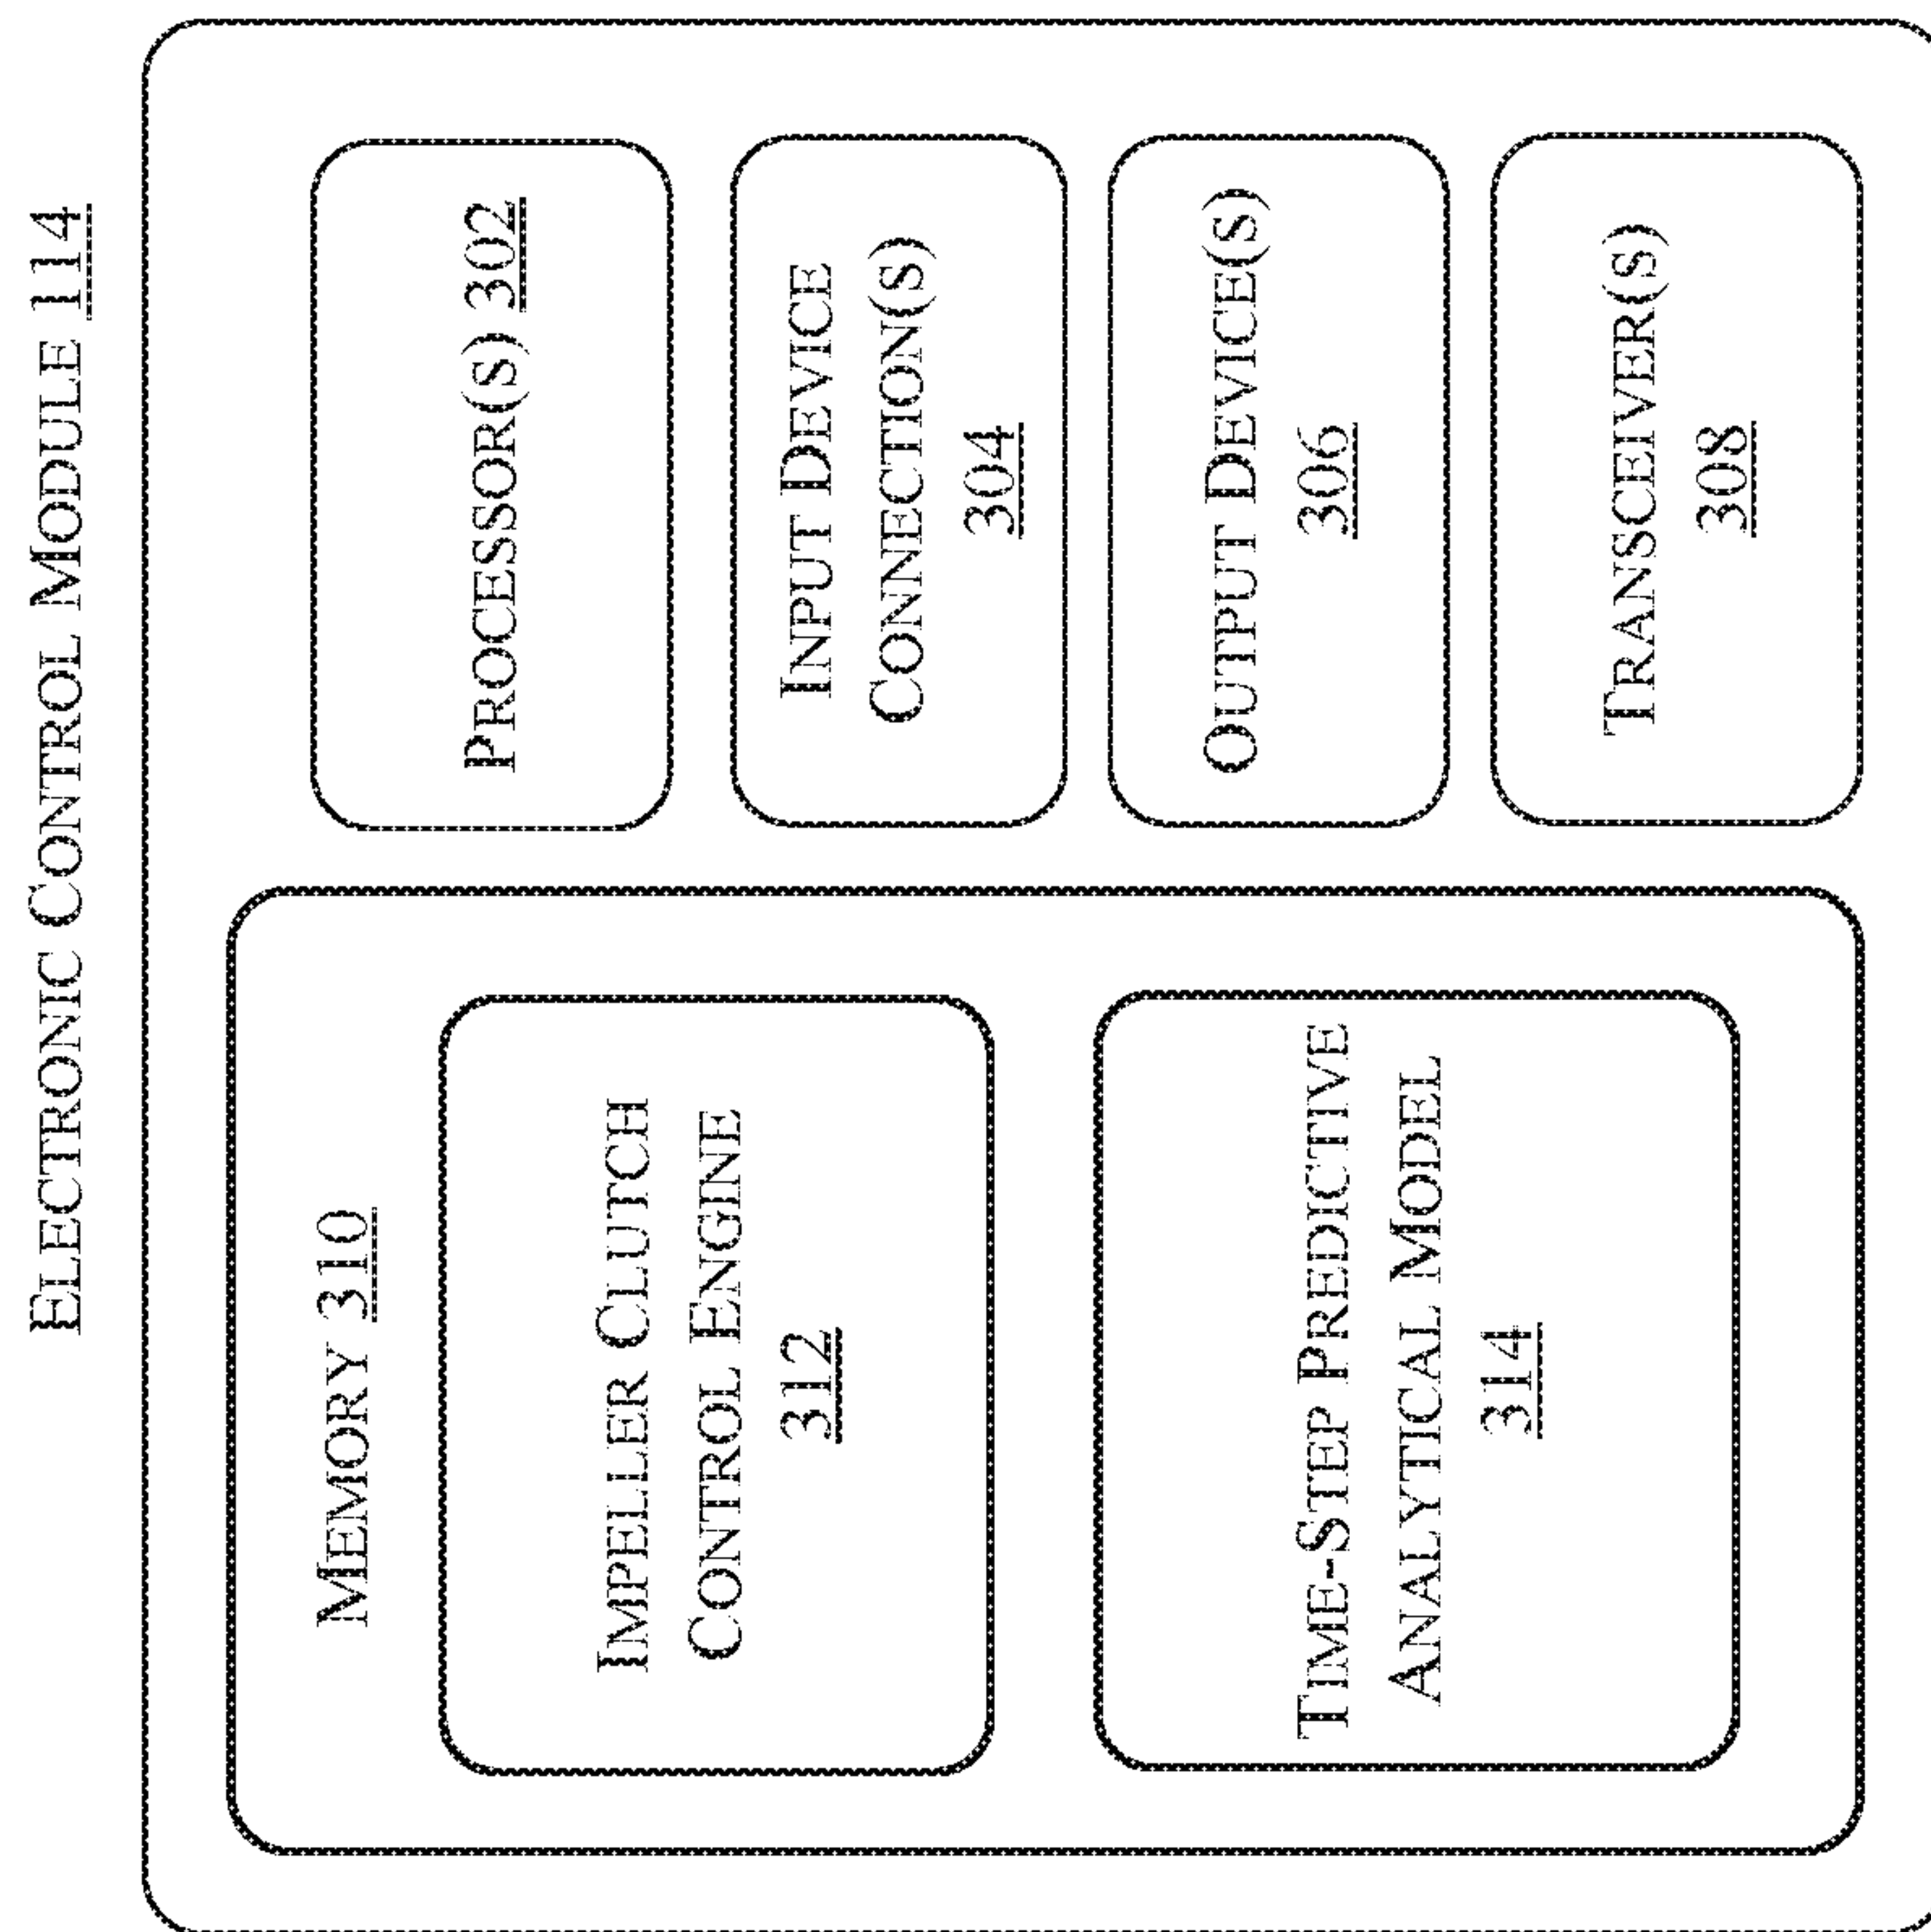 ELECTRONIC CONTROL MODULE 114
MEMORY 310
IMPELLER CLUTCH
CONTROL ENGINE
312
TIME-STEP PREDICTIVE
ANALYTICAL MODEL
314
PROCESSOR(S) 302
INPUT DEVICE
CONNECTION(S)
304
OUTPUT DEVICE(S)
306
TRANSCEIVER(S)
308